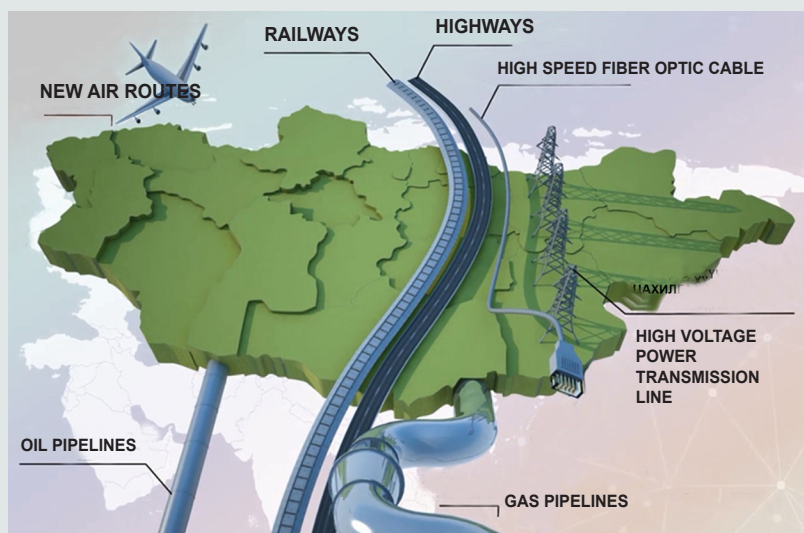 RAILWAYS
HIGHWAYS
HIGH SPEED FIBER OPTIC CABLE
NEW AIR ROUTES
HIGH VOLTAGE
POWER
TRANSMISSION
LINE
OIL PIPELINES
GAS PIPELINES